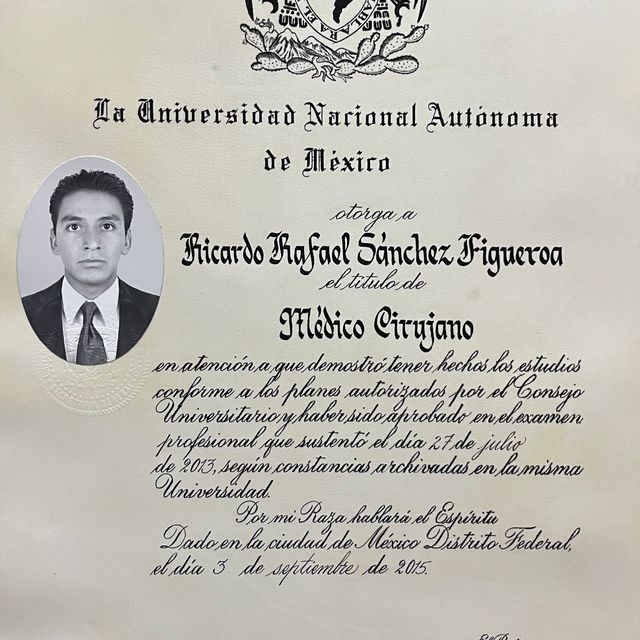 HABLARA EL
La Universidad Nacional Autónoma
de México
otorga a
Ricardo Rafael Sánchez Figueroa
el título de
Médico Cirujano
en atención a que demostró tener hechos los estudios
conforme a los planes autorizados por el Consejo
Universitario y haber sido aprobado en el examen
profesional que sustentó el día 27 de julio
de 2013, según constancias archivadas en la misma
Universidad.
Por mi Raza hablará el Espíritu
Dado en la ciudad de México Distrito Federal,
el día 3 de septiembre de 2015.